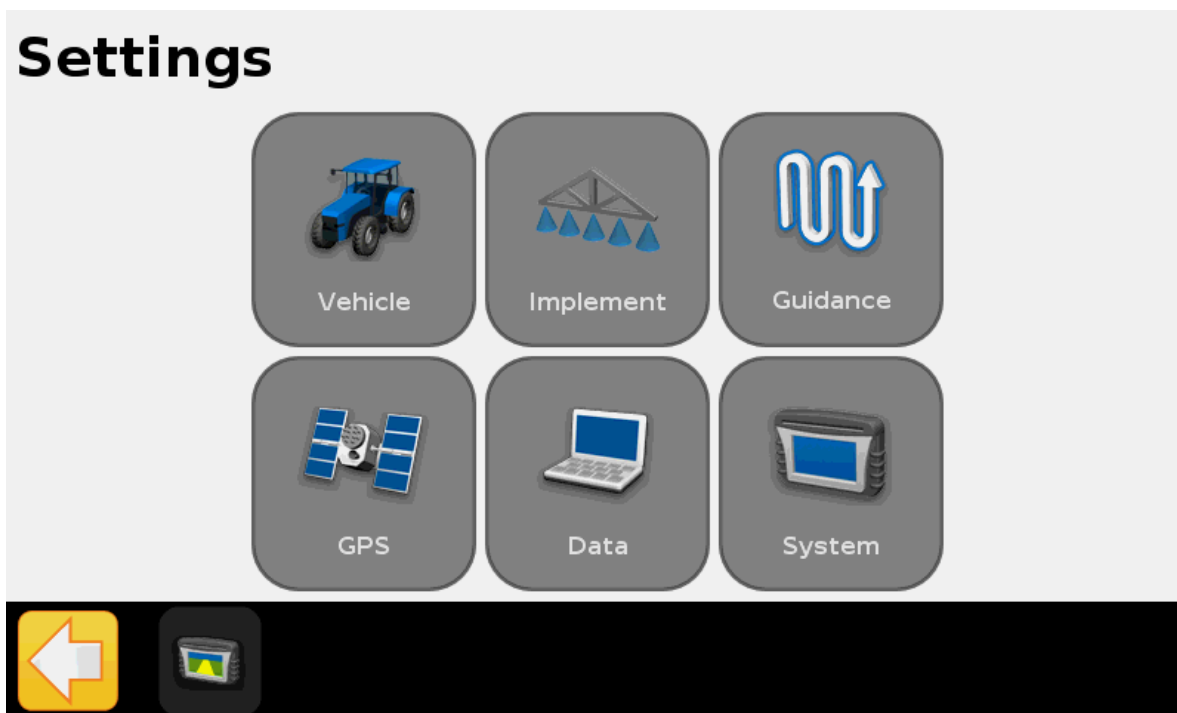 Settings
Vehicle
Implement
Guidance
GPS
Data
System